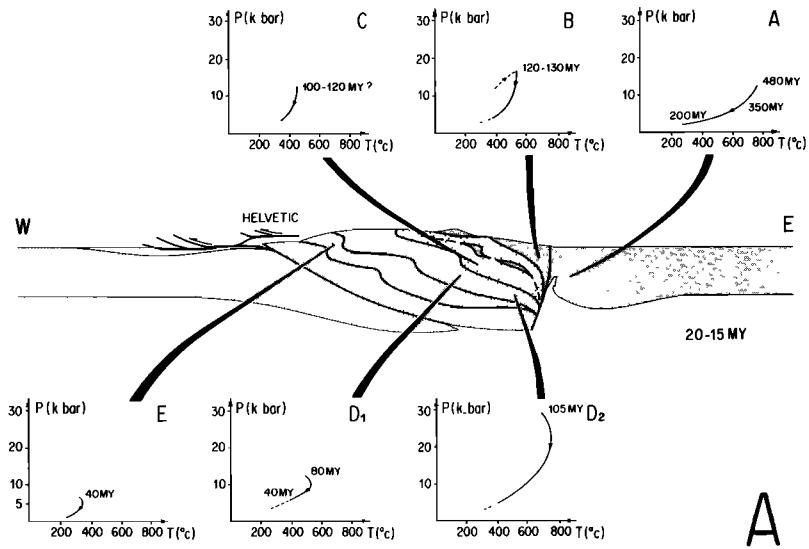 P(k bar) C
30
20
10
100-120 MY ?
200 400 600 800 T(°c)
P(k bar) B
30
20
10
120-130 MY
200 400 600 800 T(°c)
P(k bar) A
30
20
10
480 MY
350 MY
200 MY
200 400 600 800 T(°c)
W
HELVETIC
E
20-15 MY
P(k bar) E
30
20
10
5
40 MY
200 400 600 800 T(°c)
P(k bar) D1
30
20
10
80 MY
40 MY
200 400 600 800 T(°c)
P(k bar) 105 MY D2
30
20
10
200 400 600 800 T(°c)
A